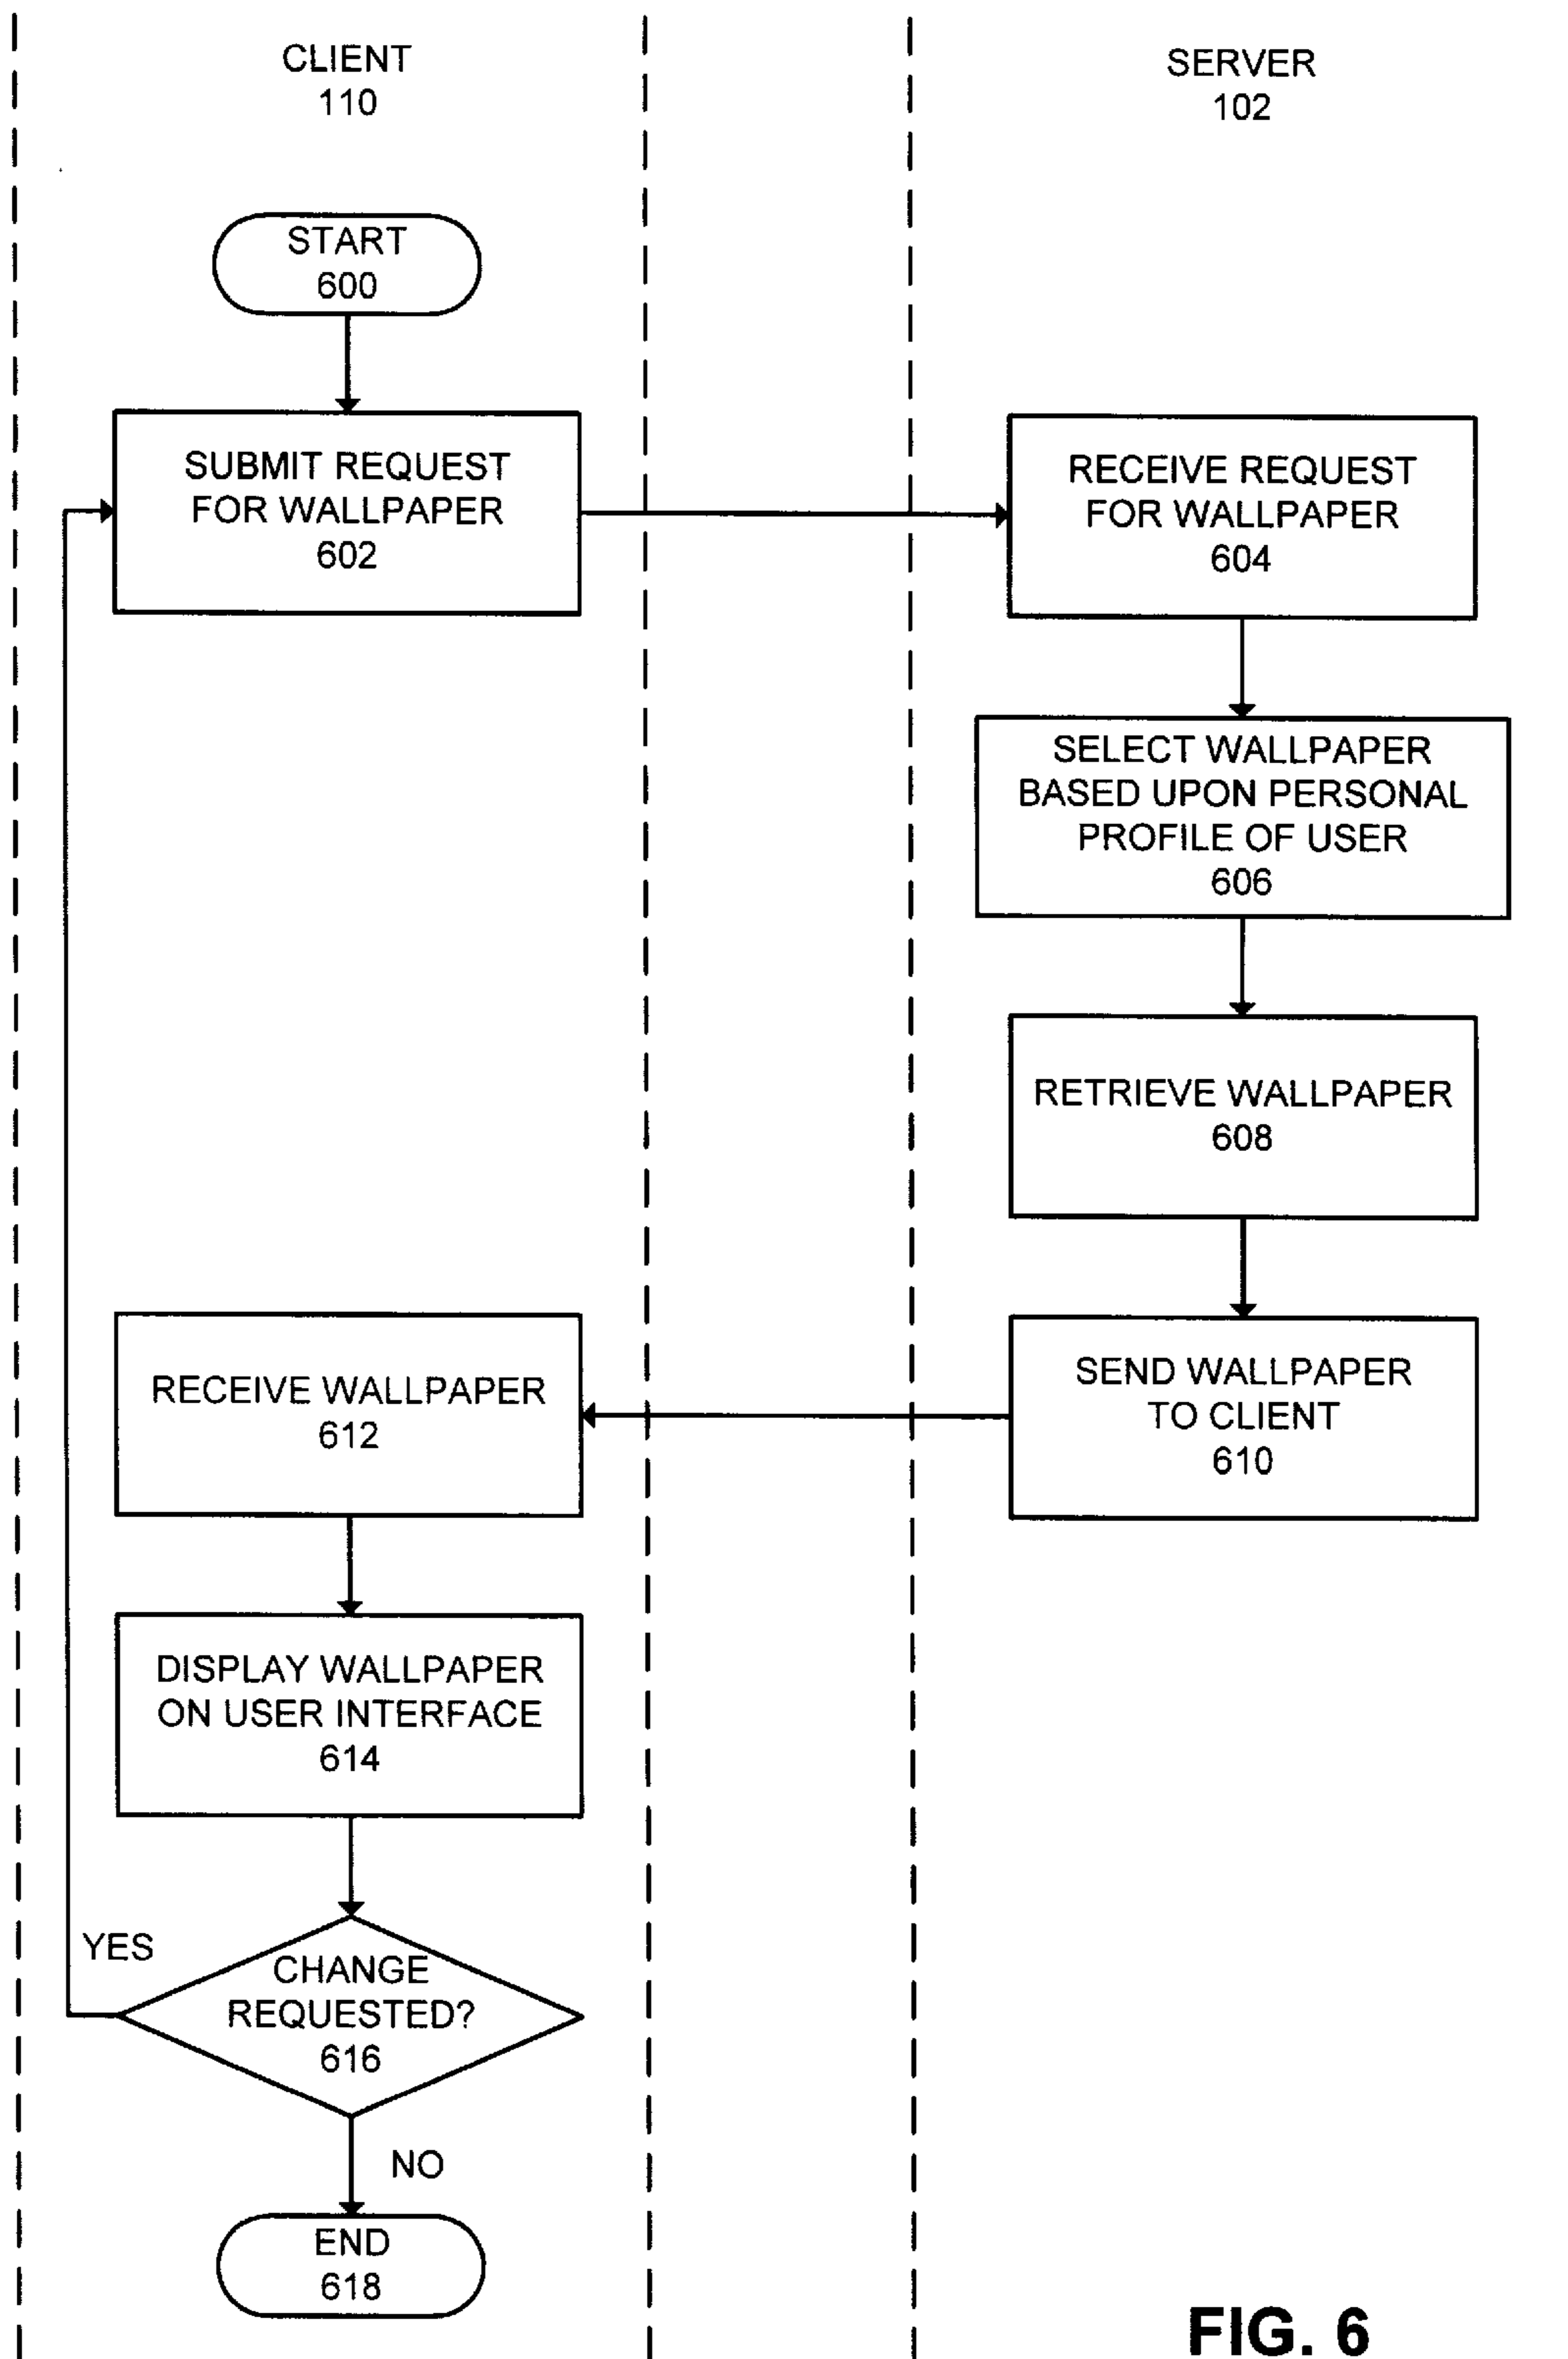 CLIENT
110
SERVER
102
START
600
SUBMIT REQUEST
FOR WALLPAPER
602
RECEIVE REQUEST
FOR WALLPAPER
604
SELECT WALLPAPER
BASED UPON PERSONAL
PROFILE OF USER
606
RETRIEVE WALLPAPER
608
SEND WALLPAPER
TO CLIENT
610
RECEIVE WALLPAPER
612
DISPLAY WALLPAPER
ON USER INTERFACE
614
YES
CHANGE
REQUESTED?
616
NO
END
618
FIG. 6